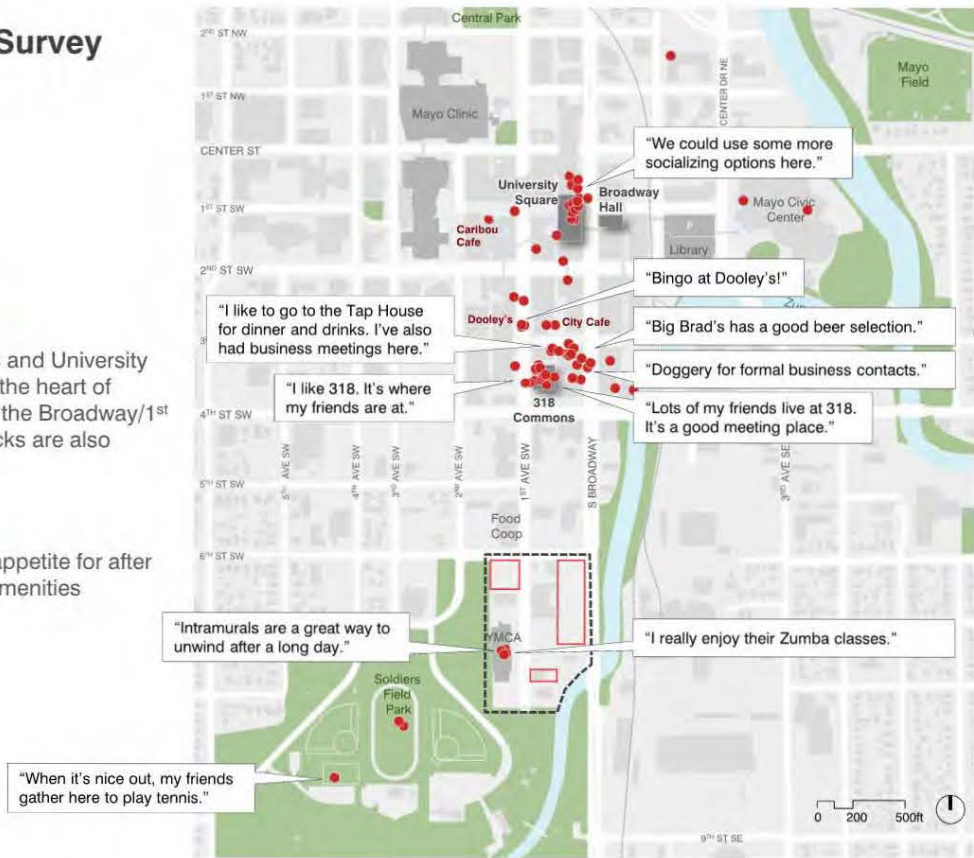 Survey
s and University
the heart of
the Broadway/1st
cks are also
appetite for after
menities
Central Park
2ND ST NW
Mayo
Field
1ST ST NW
CENTER DR NE
Mayo Clinic
"We could use some more
socializing options here."
CENTER ST
University
Square
Broadway
Hall
1ST ST SW
Mayo Civic
Center
Caribou
Cafe
P
Library
2ND ST SW
"Bingo at Dooley's!"
"I like to go to the Tap House
for dinner and drinks. I've also
had business meetings here."
Dooley's
City Cafe
"Big Brad's has a good beer selection."
"Doggery for formal business contacts."
"I like 318. It's where
my friends are at."
318
Commons
"Lots of my friends live at 318.
It's a good meeting place."
4TH ST SW
5TH AVE SW
4TH AVE SW
3RD AVE SW
2ND AVE SW
1ST AVE SW
S BROADWAY
3RD AVE SE
5TH ST SW
Food
Coop
6TH ST SW
"Intramurals are a great way to
unwind after a long day."
YMCA
"I really enjoy their Zumba classes."
Soldiers
Field
Park
"When it's nice out, my friends
gather here to play tennis."
0 200 500ft
9TH ST SE